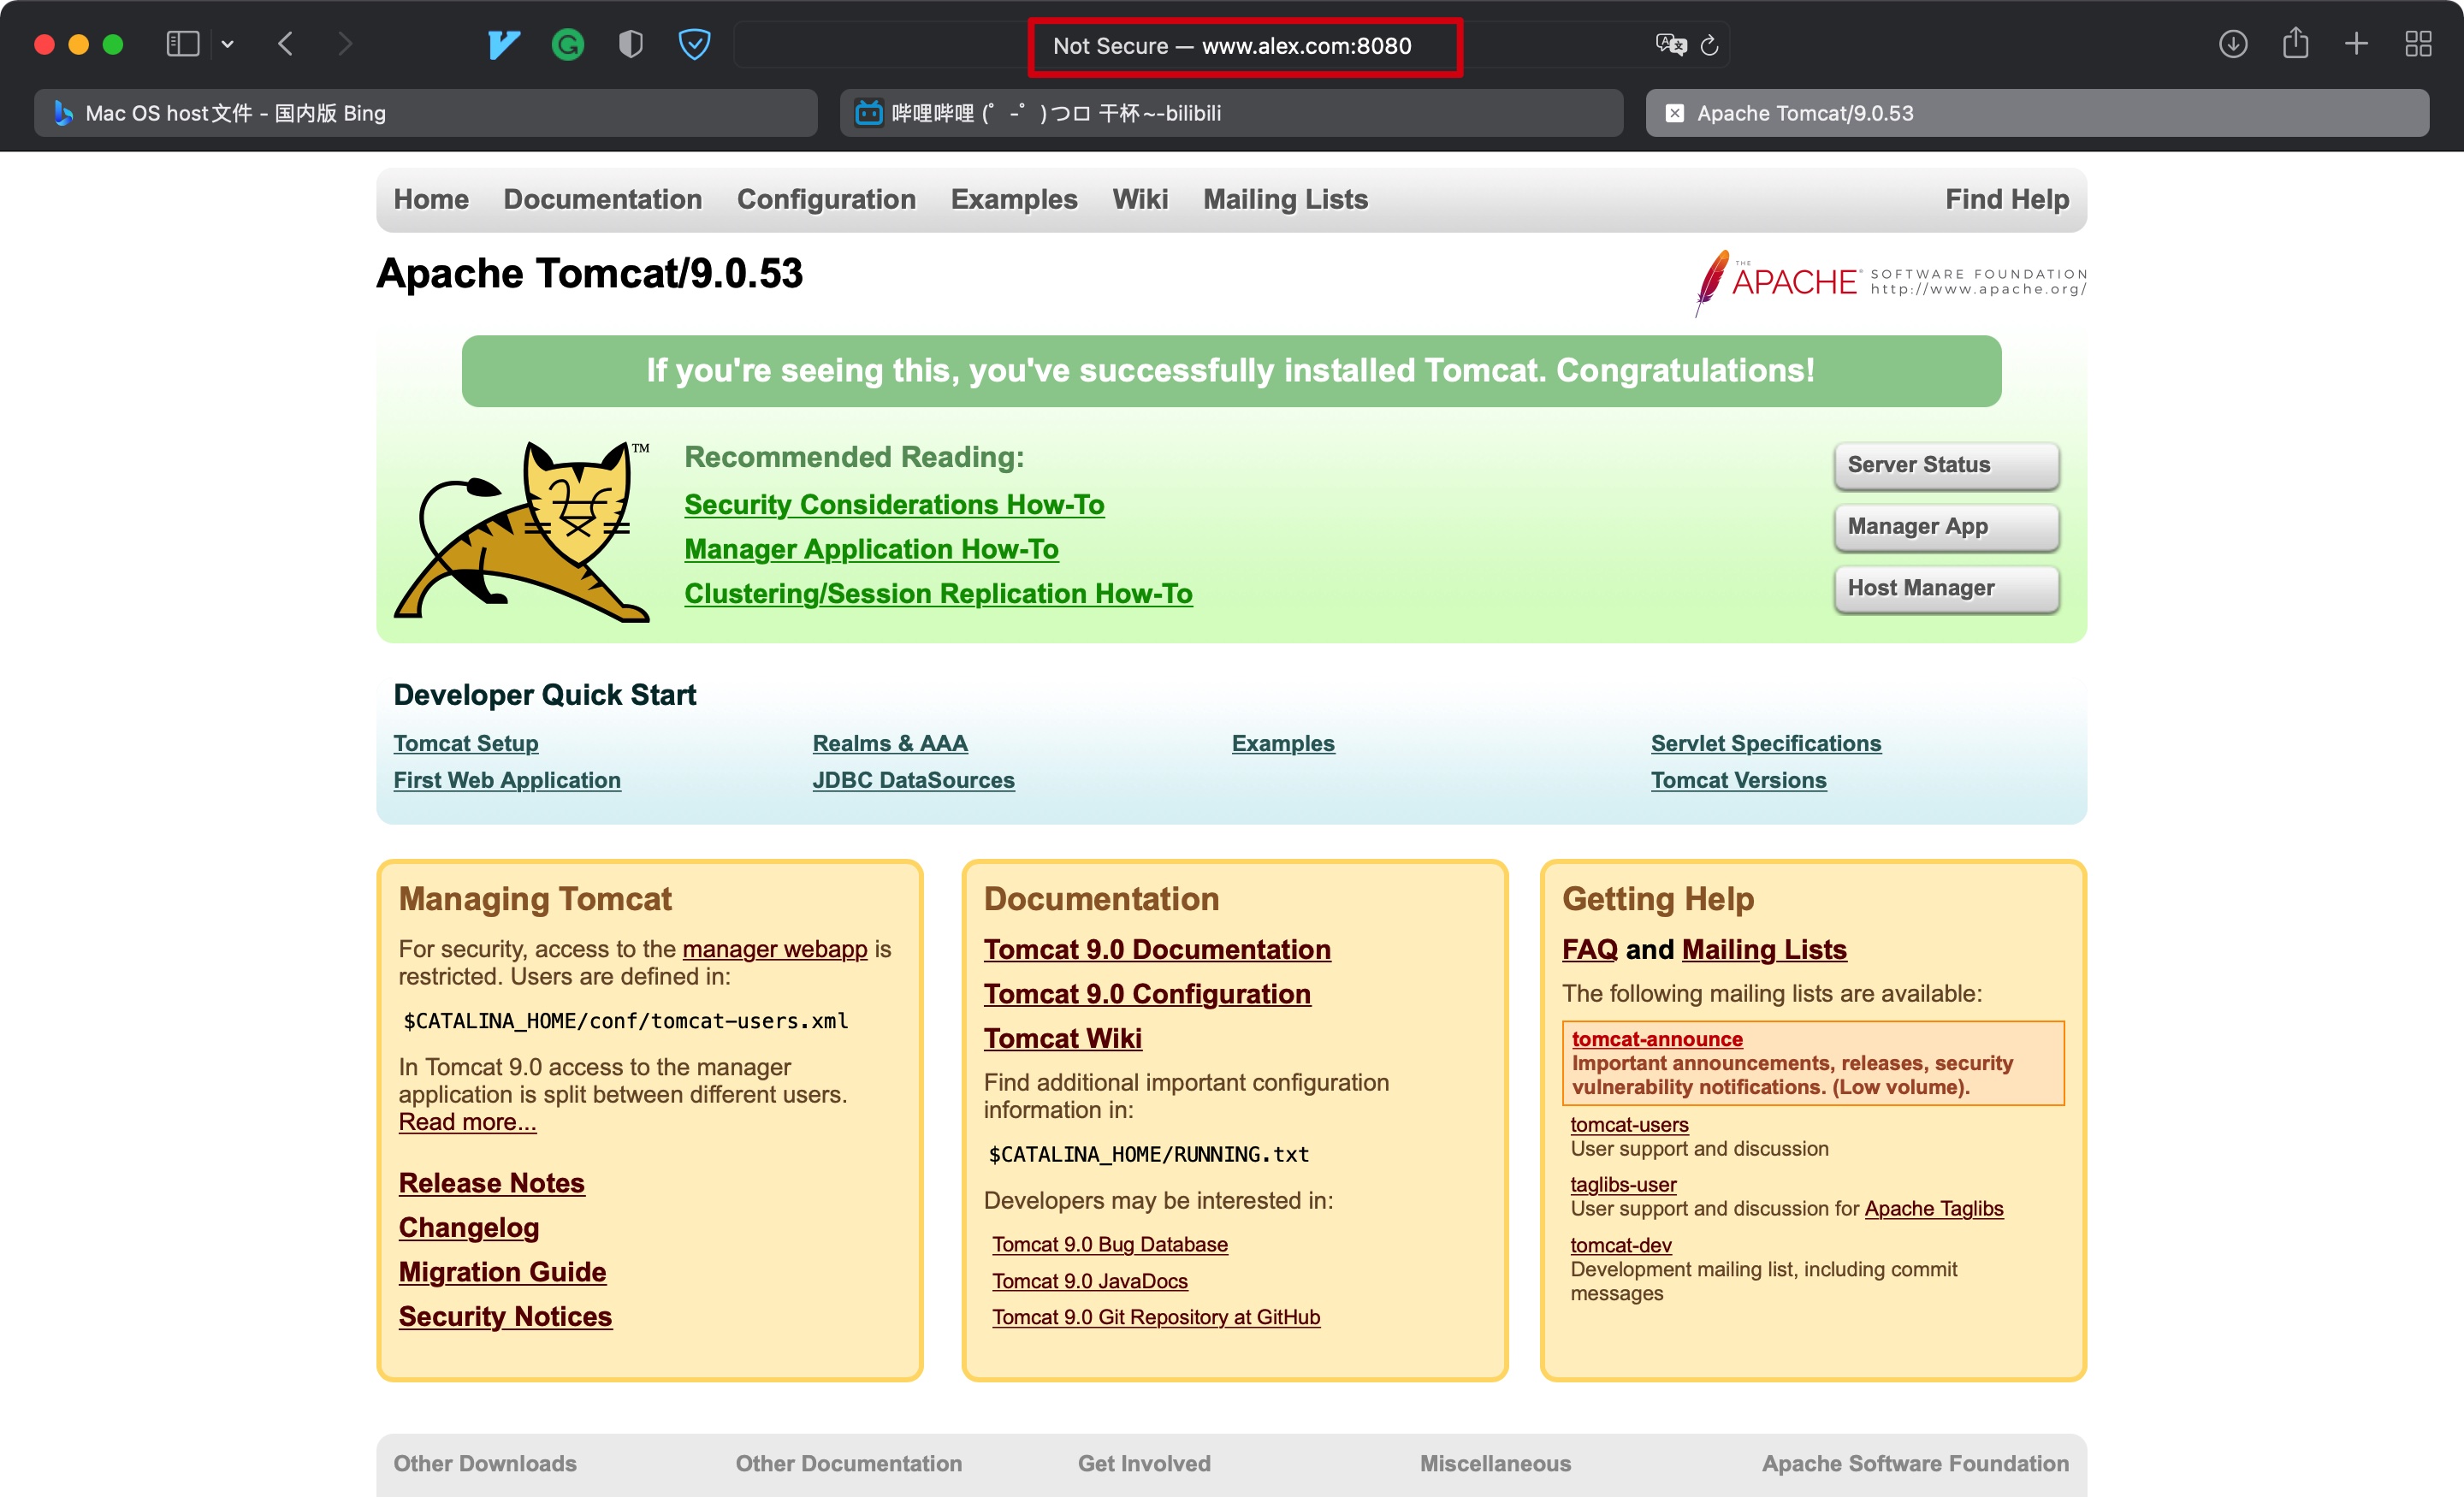 Not Secure — www.alex.com:8080
Mac OS host文件 - 国内版 Bing
哔哩哔哩 (゜-゜)つロ 干杯~-bilibili
Apache Tomcat/9.0.53
Home Documentation Configuration Examples Wiki Mailing Lists Find Help
Apache Tomcat/9.0.53
THE APACHE® SOFTWARE FOUNDATION
http://www.apache.org/
If you're seeing this, you've successfully installed Tomcat. Congratulations!
TM
Recommended Reading:
Security Considerations How-To
Manager Application How-To
Clustering/Session Replication How-To
Server Status
Manager App
Host Manager
Developer Quick Start
Tomcat Setup
First Web Application
Realms & AAA
JDBC DataSources
Examples
Servlet Specifications
Tomcat Versions
Managing Tomcat
For security, access to the manager webapp is
restricted. Users are defined in:
$CATALINA_HOME/conf/tomcat-users.xml
In Tomcat 9.0 access to the manager
application is split between different users.
Read more...
Release Notes
Changelog
Migration Guide
Security Notices
Documentation
Tomcat 9.0 Documentation
Tomcat 9.0 Configuration
Tomcat Wiki
Find additional important configuration
information in:
$CATALINA_HOME/RUNNING.txt
Developers may be interested in:
Tomcat 9.0 Bug Database
Tomcat 9.0 JavaDocs
Tomcat 9.0 Git Repository at GitHub
Getting Help
FAQ and Mailing Lists
The following mailing lists are available:
tomcat-announce
Important announcements, releases, security
vulnerability notifications. (Low volume).
tomcat-users
User support and discussion
taglibs-user
User support and discussion for Apache Taglibs
tomcat-dev
Development mailing list, including commit
messages
Other Downloads
Other Documentation
Get Involved
Miscellaneous
Apache Software Foundation